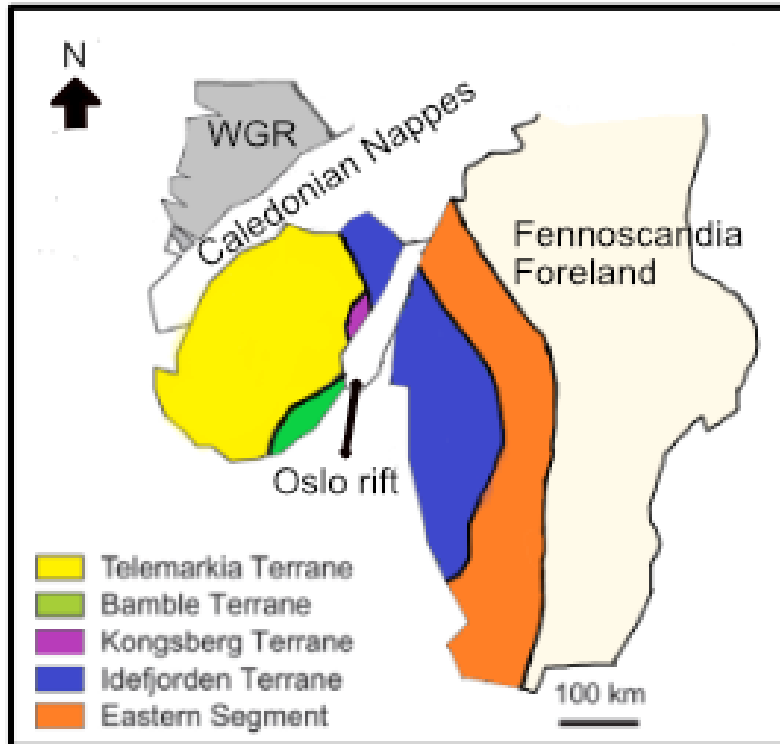 N
WGR
Caledonian Nappes
Fennoscandia
Foreland
Oslo rift
Telemarkia Terrane
Bamble Terrane
Kongsberg Terrane
Idefjorden Terrane
Eastern Segment
100 km